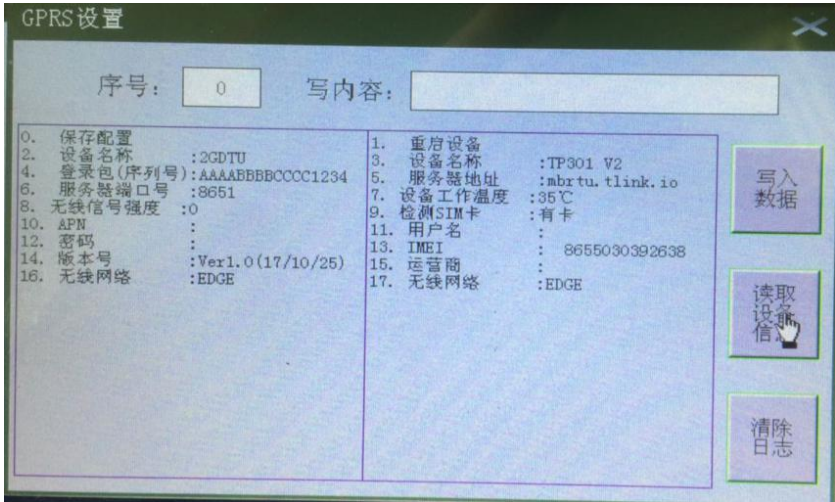 GPRS设置
序号: 0 写内容:
0. 保存配置
2. 设备名称 :2GDTU
4. 登录包(序列号):AAAABBBBCCCC1234
6. 服务器端口号 :8651
8. 无线信号强度 :0
10. APN :
12. 密码 :
14. 版本号 :Ver1.0(17/10/25)
16. 无线网络 :EDGE
1. 重启设备
3. 设备名称 :TP301 V2
5. 服务器地址 :mbrtu.tlink.io
7. 设备工作温度 :35℃
9. 检测SIM卡 :有卡
11. 用户名 :
13. IMEI : 8655030392638
15. 运营商 :
17. 无线网络 :EDGE
写入
数据
读取
设备
信息
清除
日志